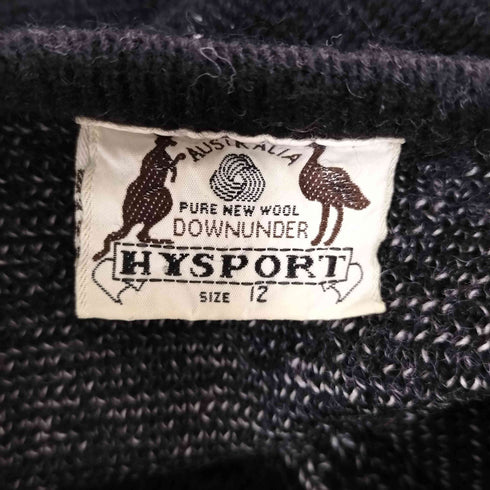 AUSTRALIA
PURE NEW WOOL
DOWNUNDER
HYSPORT
SIZE 12